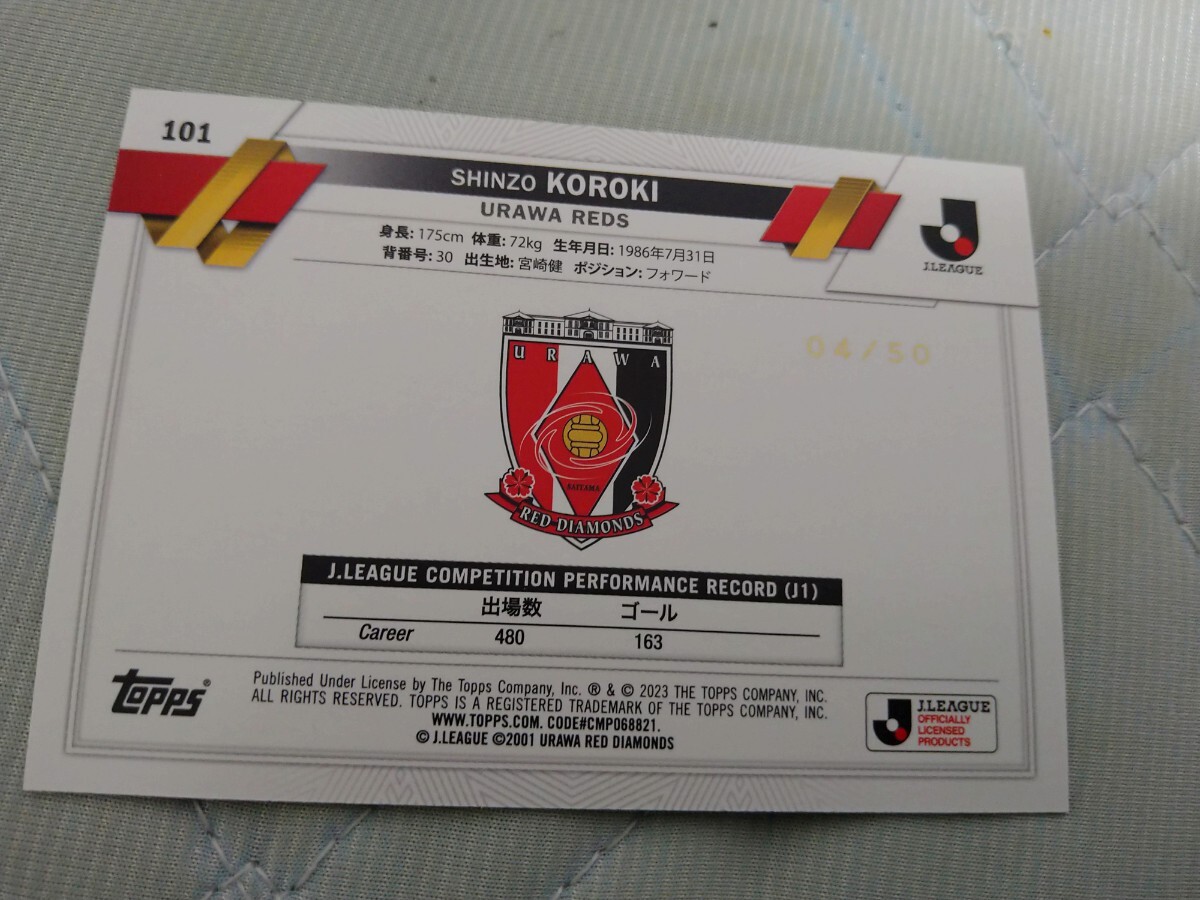 101
SHINZO KOROKI
URAWA REDS
身長: 175cm 体重: 72kg 生年月日: 1986年7月31日
背番号: 30 出生地: 宮崎健 ポジション: フォワード
J.LEAGUE
04/50
URAWA
SAITAMA
RED DIAMONDS
J.LEAGUE COMPETITION PERFORMANCE RECORD (J1)
出場数 ゴール
Career 480 163
topps®
Published Under License by The Topps Company, Inc. ® & © 2023 THE TOPPS COMPANY, INC.
ALL RIGHTS RESERVED. TOPPS IS A REGISTERED TRADEMARK OF THE TOPPS COMPANY, INC.
WWW.TOPPS.COM. CODE#CMP068821.
© J.LEAGUE ©2001 URAWA RED DIAMONDS
J.LEAGUE
OFFICIALLY
LICENSED
PRODUCTS